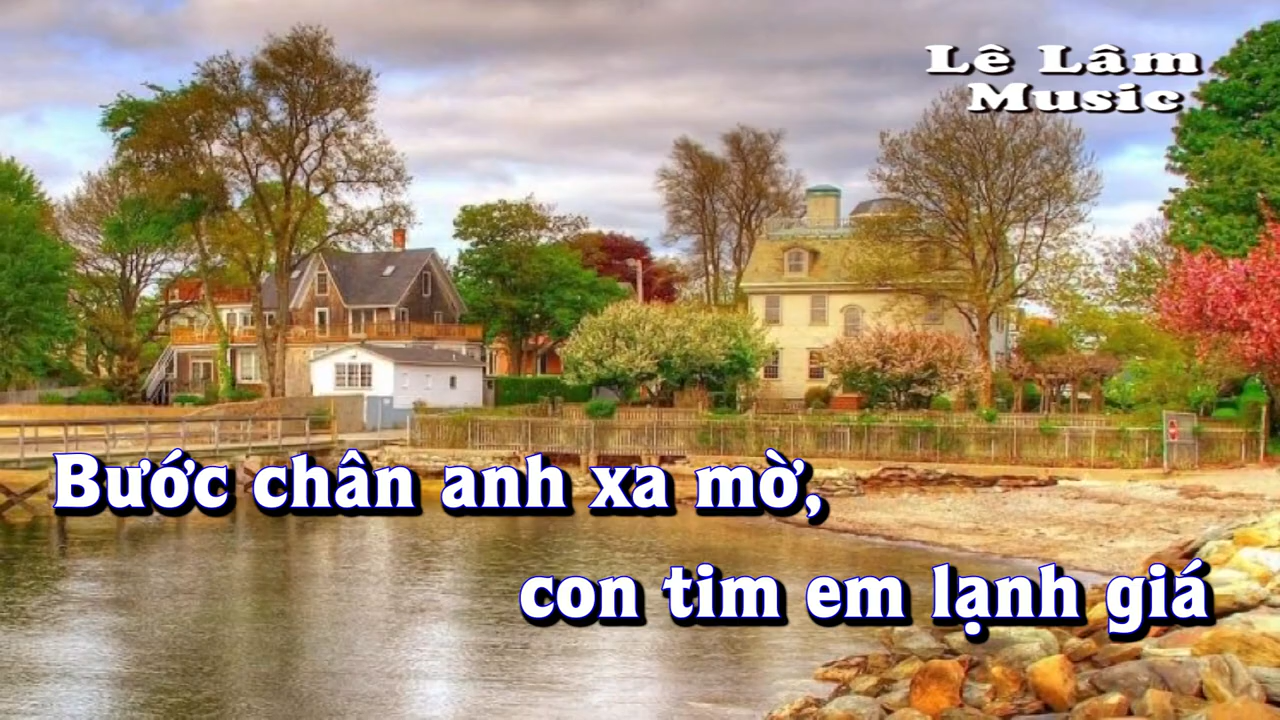 Lê Lâm
Music
Bước chân anh xa mờ,
con tim em lạnh giá